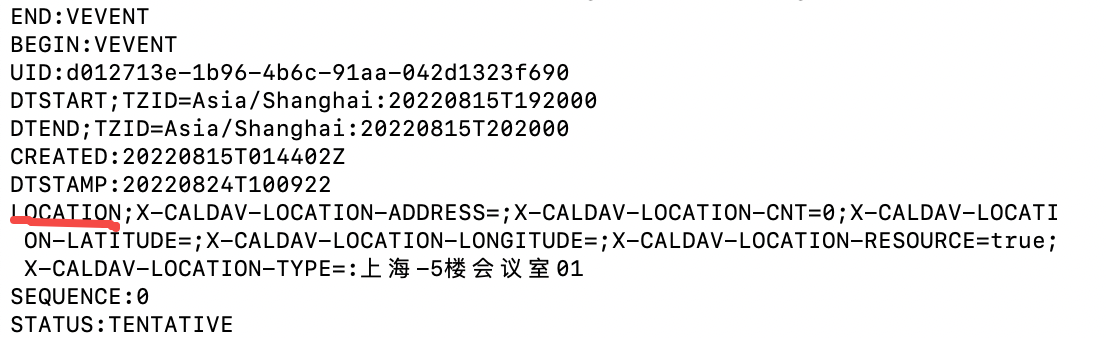 END:VEVENT
BEGIN:VEVENT
UID:d012713e-1b96-4b6c-91aa-042d1323f690
DTSTART;TZID=Asia/Shanghai:20220815T192000
DTEND;TZID=Asia/Shanghai:20220815T202000
CREATED:20220815T014402Z
DTSTAMP:20220824T100922
LOCATION;X-CALDAV-LOCATION-ADDRESS=;X-CALDAV-LOCATION-CNT=0;X-CALDAV-LOCATI
ON-LATITUDE=;X-CALDAV-LOCATION-LONGITUDE=;X-CALDAV-LOCATION-RESOURCE=true;
X-CALDAV-LOCATION-TYPE=:上海-5楼会议室01
SEQUENCE:0
STATUS:TENTATIVE